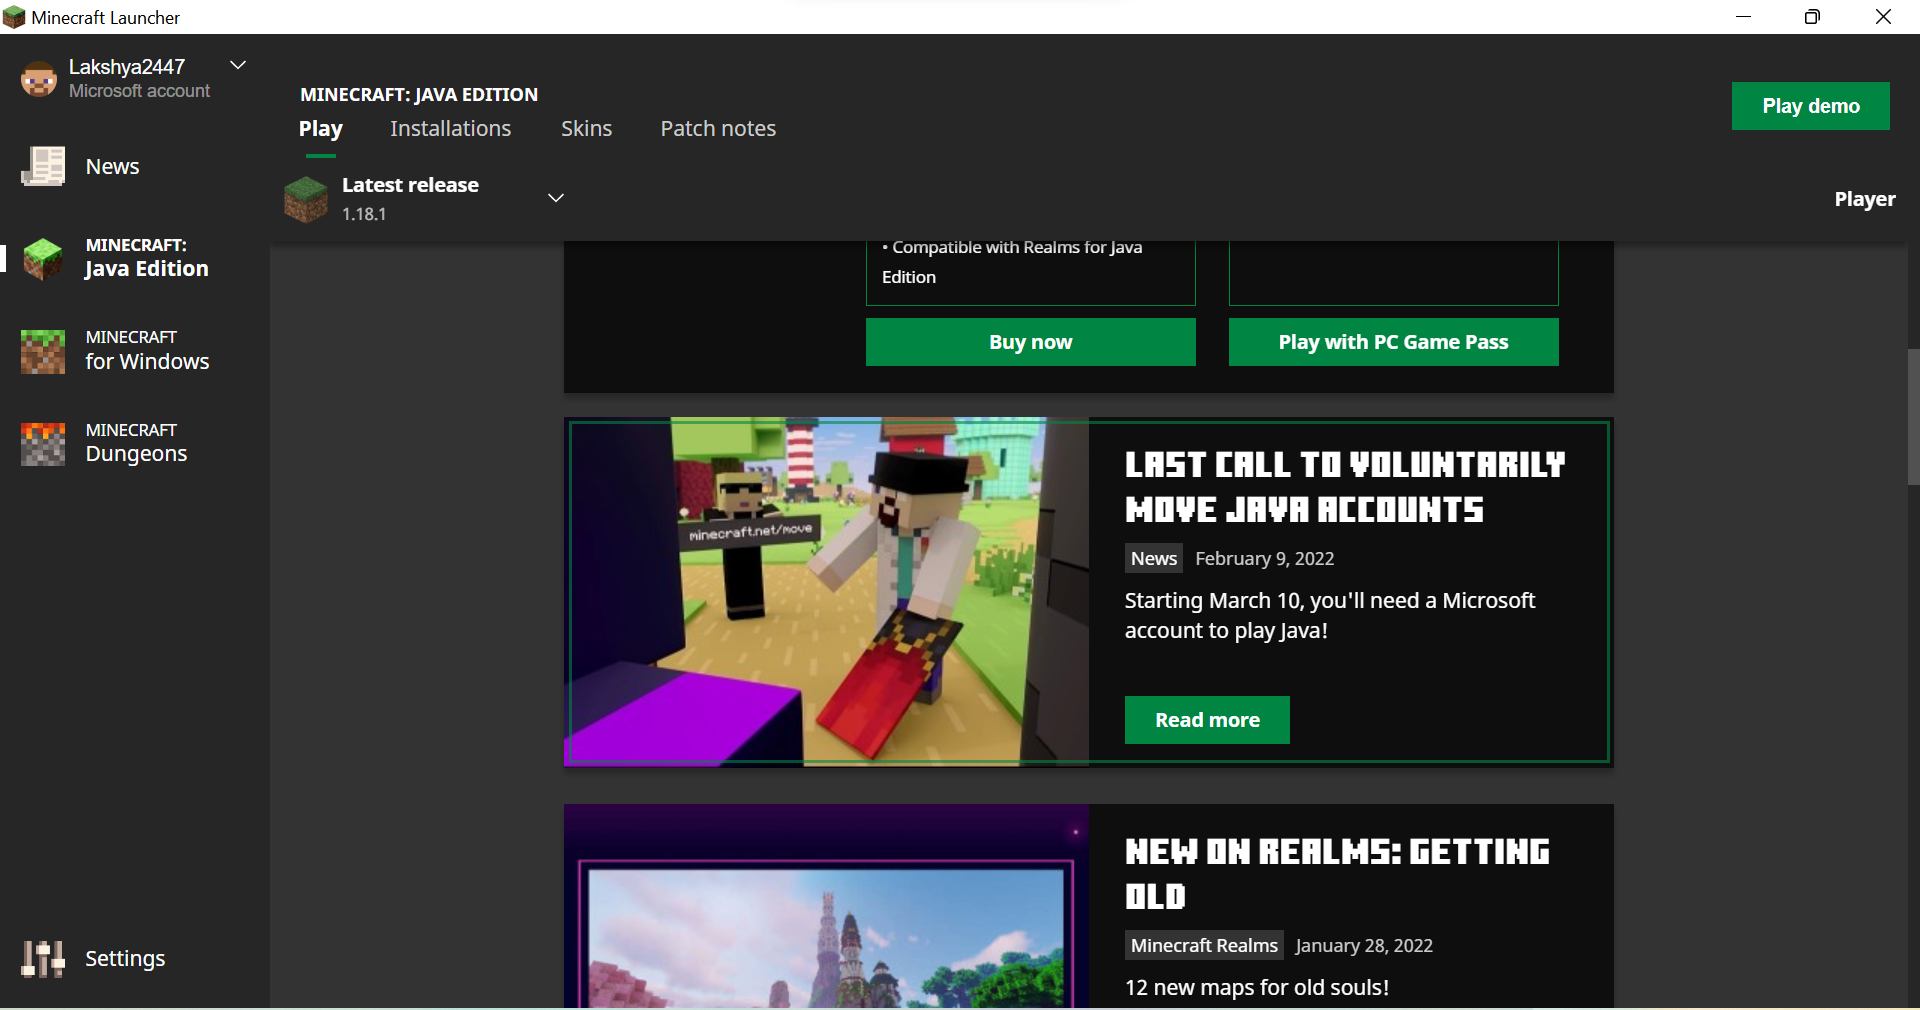 Minecraft Launcher
Lakshya2447
Microsoft account
News
MINECRAFT:
Java Edition
MINECRAFT
for Windows
MINECRAFT
Dungeons
Settings
MINECRAFT: JAVA EDITION
Play
Installations
Skins
Patch notes
Play demo
Latest release
1.18.1
Player
• Compatible with Realms for Java
Edition
Buy now
Play with PC Game Pass
minecraft.net/move
LAST CALL TO VOLUNTARILY
MOVE JAVA ACCOUNTS
News February 9, 2022
Starting March 10, you'll need a Microsoft
account to play Java!
Read more
NEW ON REALMS: GETTING
OLD
Minecraft Realms January 28, 2022
12 new maps for old souls!